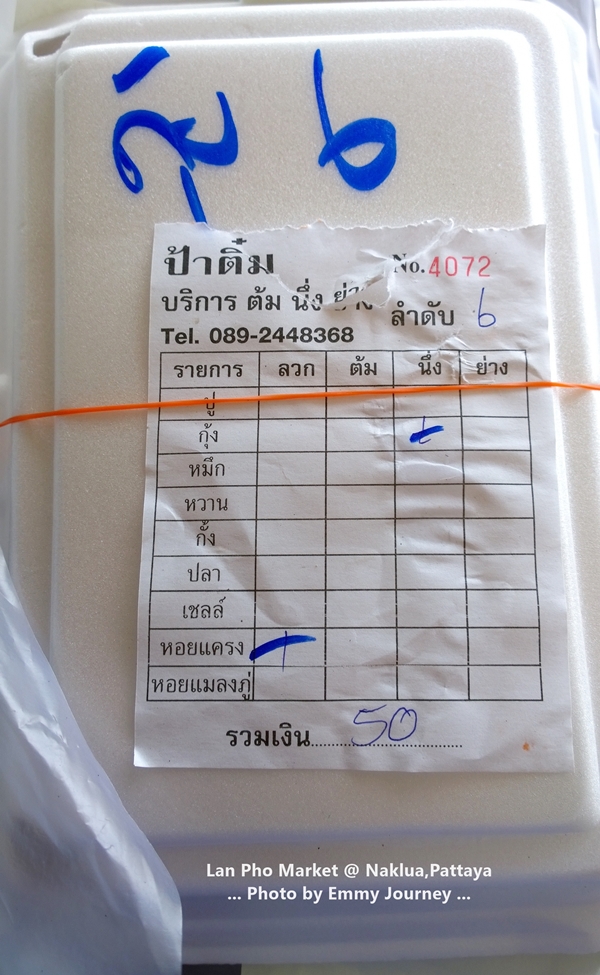 กุ้ง 6
ป้าติ๋ม No. 4072
บริการ ต้ม นึ่ง ย่าง ลำดับ 6
Tel. 089-2448368
รายการ ลวก ต้ม นึ่ง ย่าง
ปู
กุ้ง
หมึก
หวาน
กั้ง
ปลา
เชลล์
หอยแครง
หอยแมลงภู่
รวมเงิน 50
Lan Pho Market @ Naklua,Pattaya
... Photo by Emmy Journey ...